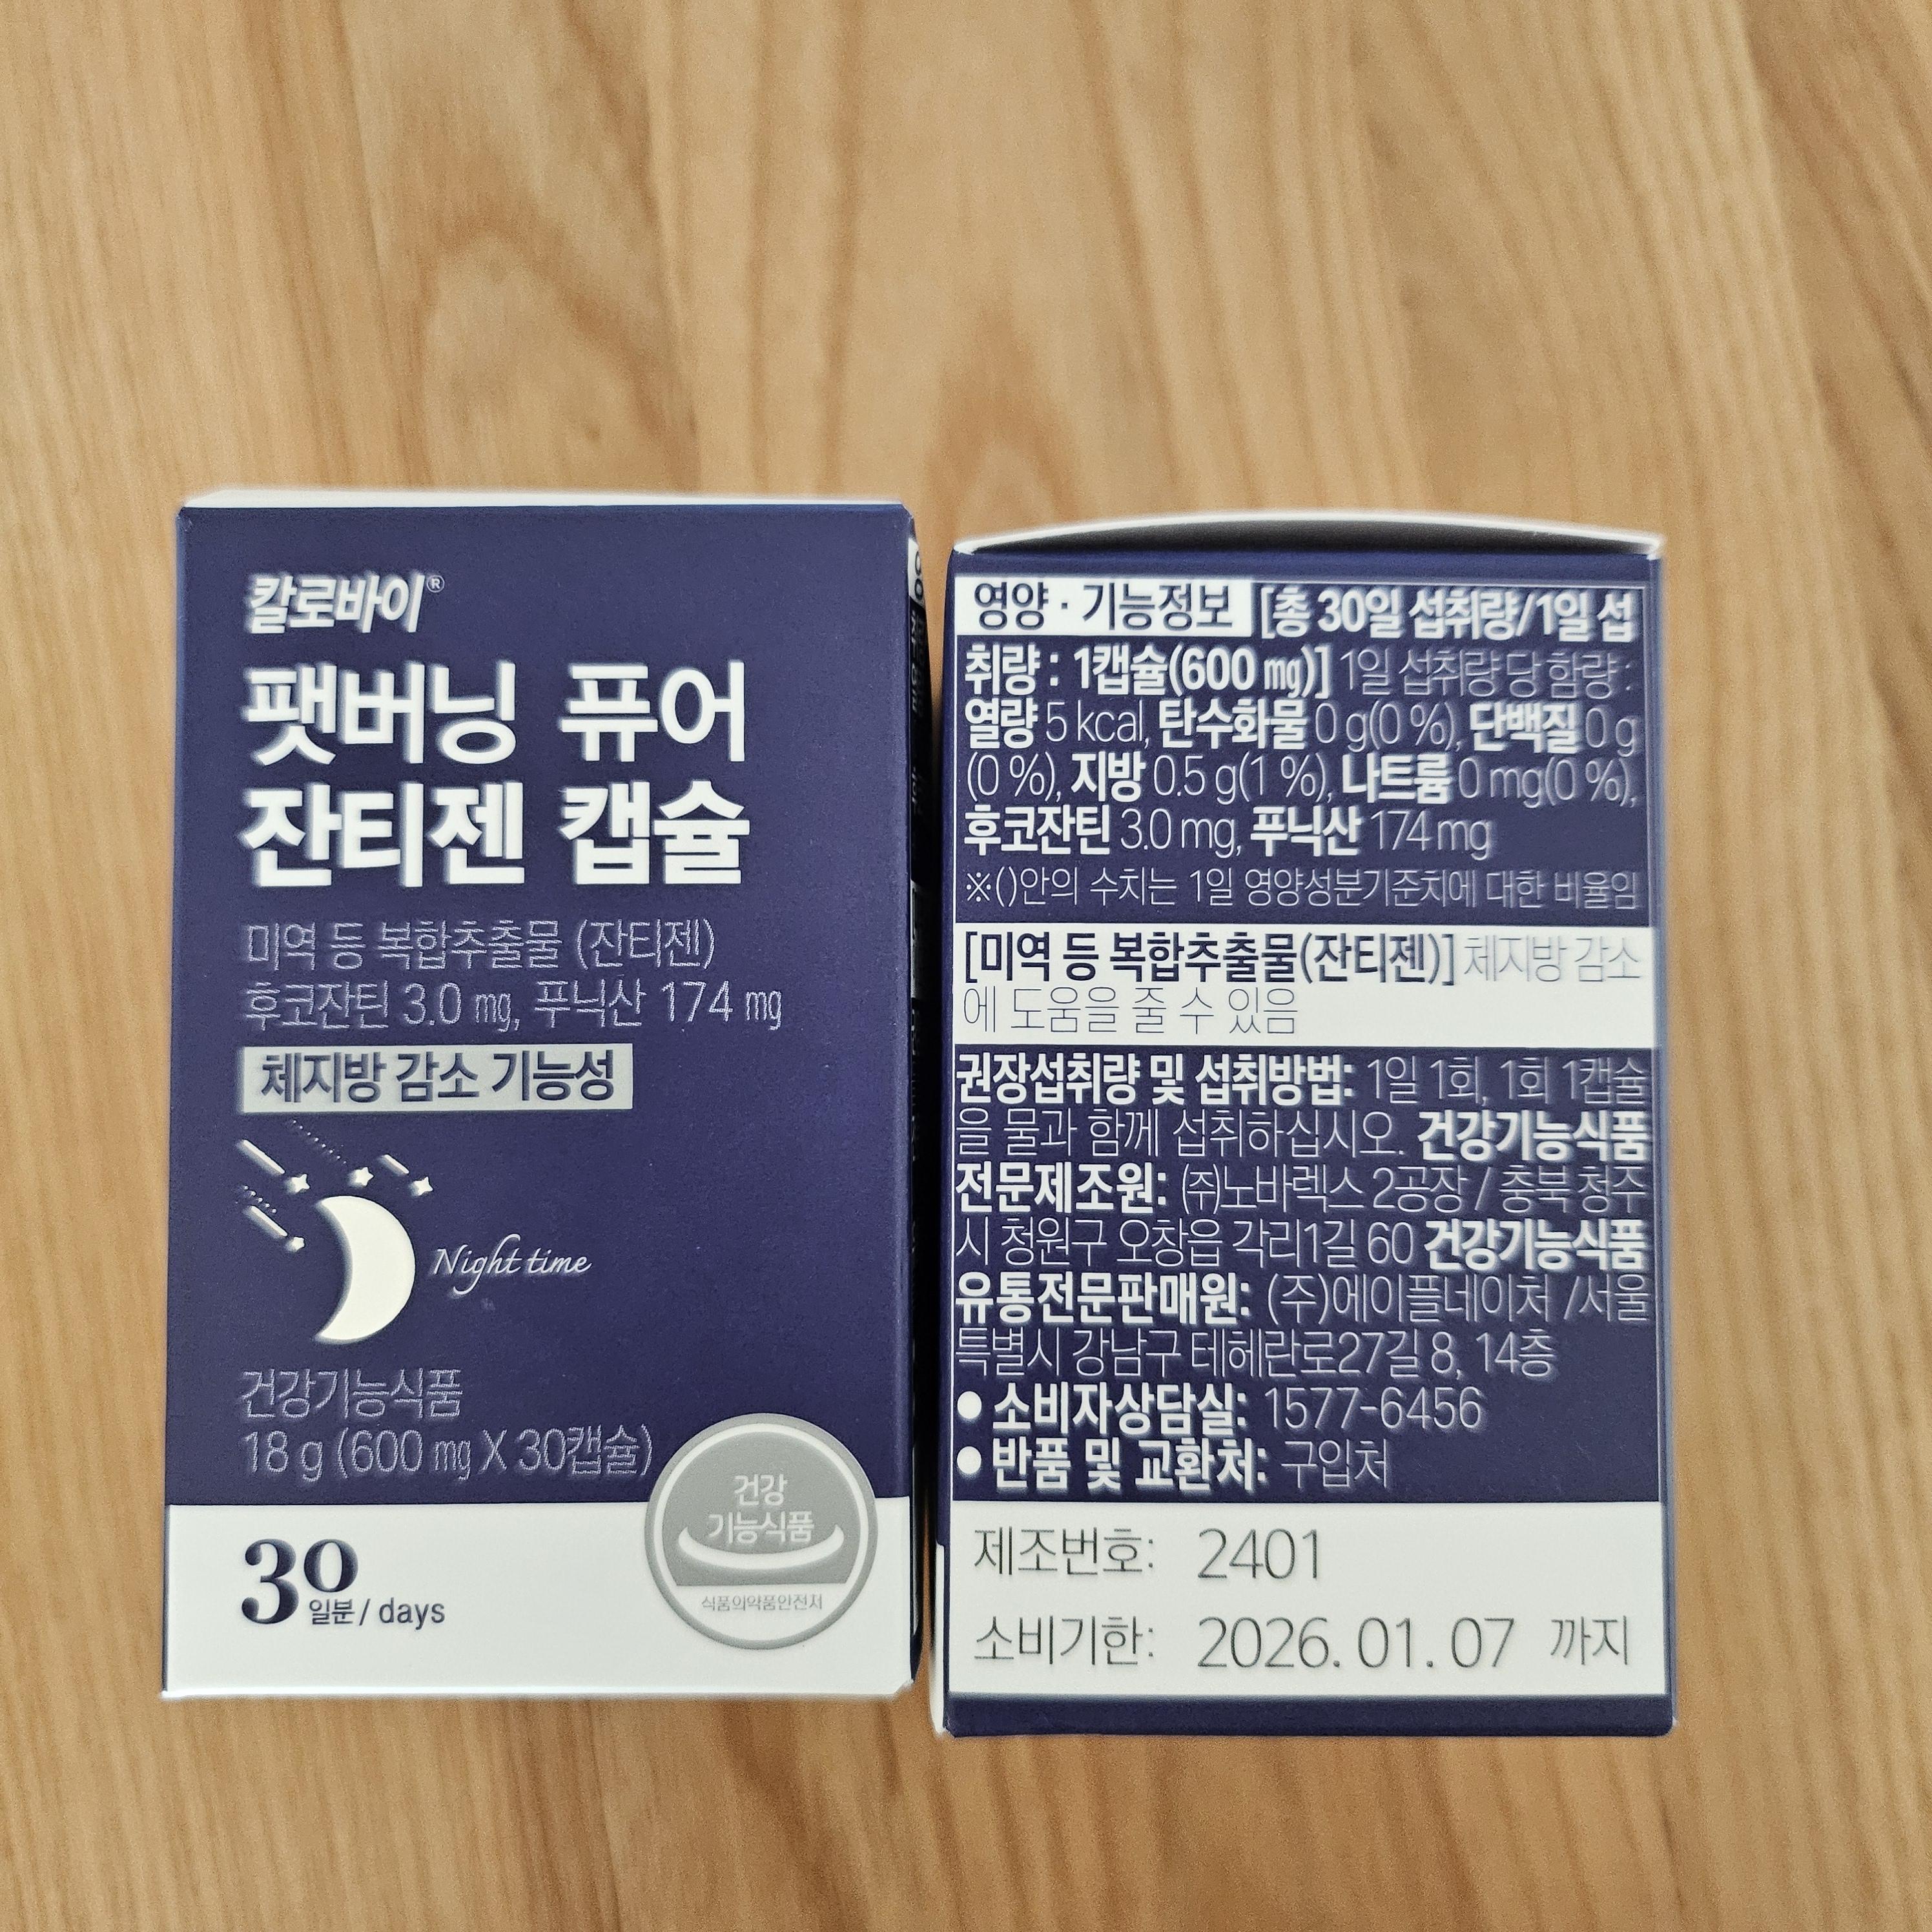 칼로바이®
팻버닝 퓨어
잔티젠 캡슐
미역 등 복합추출물 (잔티젠)
후코잔틴 3.0 mg, 푸닉산 174 mg
체지방 감소 기능성
Night time
건강기능식품
18 g (600 mg X 30캡슐)
30
일분 / days
건강
기능식품
식품의약품안전처
영양 · 기능정보 [총 30일 섭취량/1일 섭
취량 : 1캡슐(600 mg)] 1일 섭취량 당 함량 :
열량 5 kcal, 탄수화물 0 g(0 %), 단백질 0 g
(0 %), 지방 0.5 g(1 %), 나트륨 0 mg(0 %),
후코잔틴 3.0 mg, 푸닉산 174 mg
※()안의 수치는 1일 영양성분기준치에 대한 비율임
[미역 등 복합추출물(잔티젠)] 체지방 감소
에 도움을 줄 수 있음
권장섭취량 및 섭취방법: 1일 1회, 1회 1캡슐
을 물과 함께 섭취하십시오. 건강기능식품
전문제조원: ㈜노바렉스 2공장 / 충북 청주
시 청원구 오창읍 각리1길 60 건강기능식품
유통전문판매원: (주)에이플네이처 /서울
특별시 강남구 테헤란로27길 8, 14층
• 소비자상담실: 1577-6456
• 반품 및 교환처: 구입처
제조번호: 2401
소비기한: 2026. 01. 07 까지